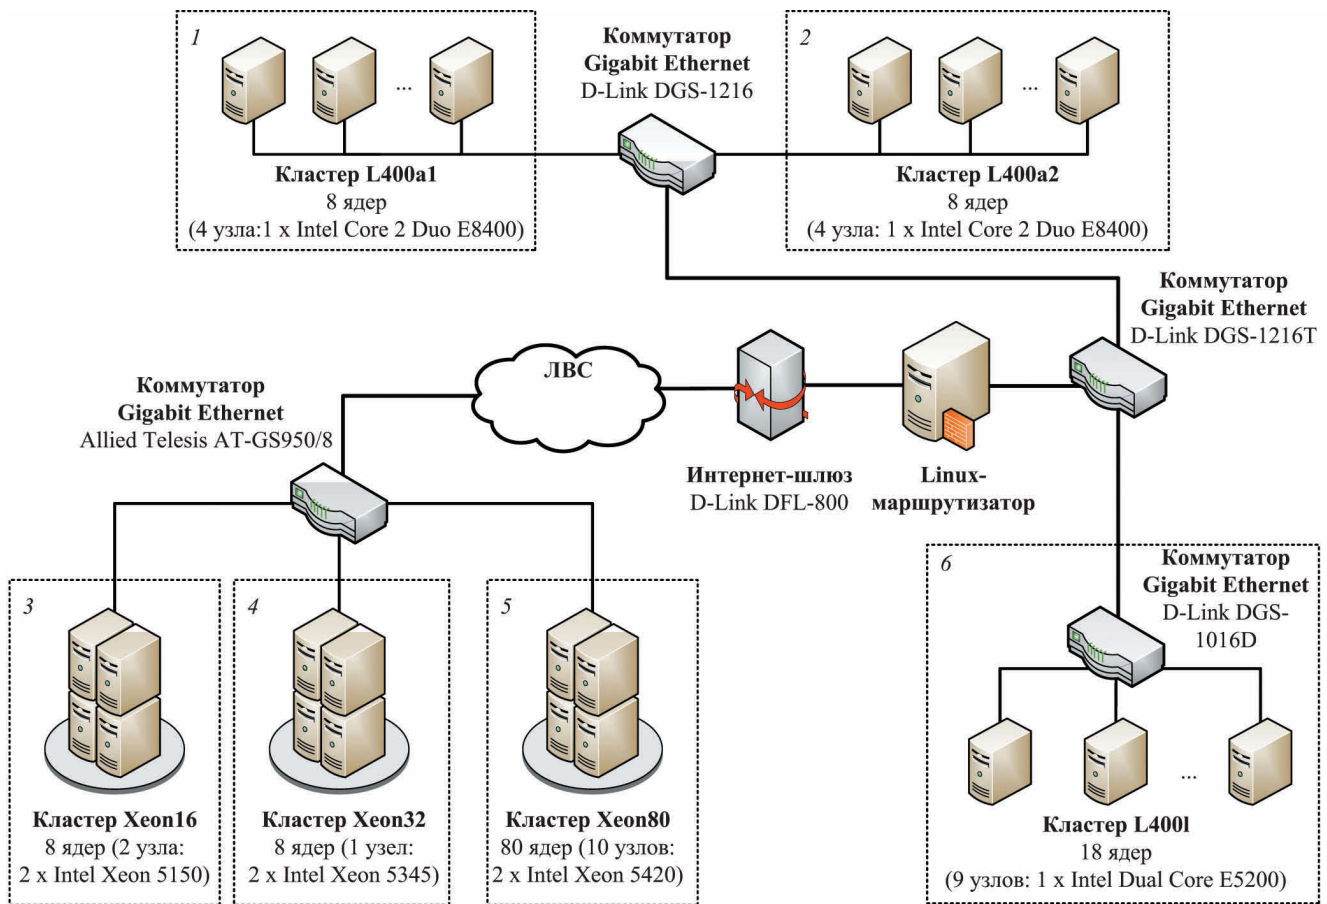 1
...
Кластер L400a1
8 ядер
(4 узла:1 x Intel Core 2 Duo E8400)
Коммутатор
Gigabit Ethernet
D-Link DGS-1216
2
...
Кластер L400a2
8 ядер
(4 узла: 1 x Intel Core 2 Duo E8400)
Коммутатор
Gigabit Ethernet
D-Link DGS-1216T
ЛВС
Коммутатор
Gigabit Ethernet
Allied Telesis AT-GS950/8
Интернет-шлюз
D-Link DFL-800
Linux-
маршрутизатор
3
Кластер Xeon16
8 ядер (2 узла:
2 x Intel Xeon 5150)
4
Кластер Xeon32
8 ядер (1 узел:
2 x Intel Xeon 5345)
5
Кластер Xeon80
80 ядер (10 узлов:
2 x Intel Xeon 5420)
6
Коммутатор
Gigabit Ethernet
D-Link DGS-
1016D
...
Кластер L400l
18 ядер
(9 узлов: 1 x Intel Dual Core E5200)